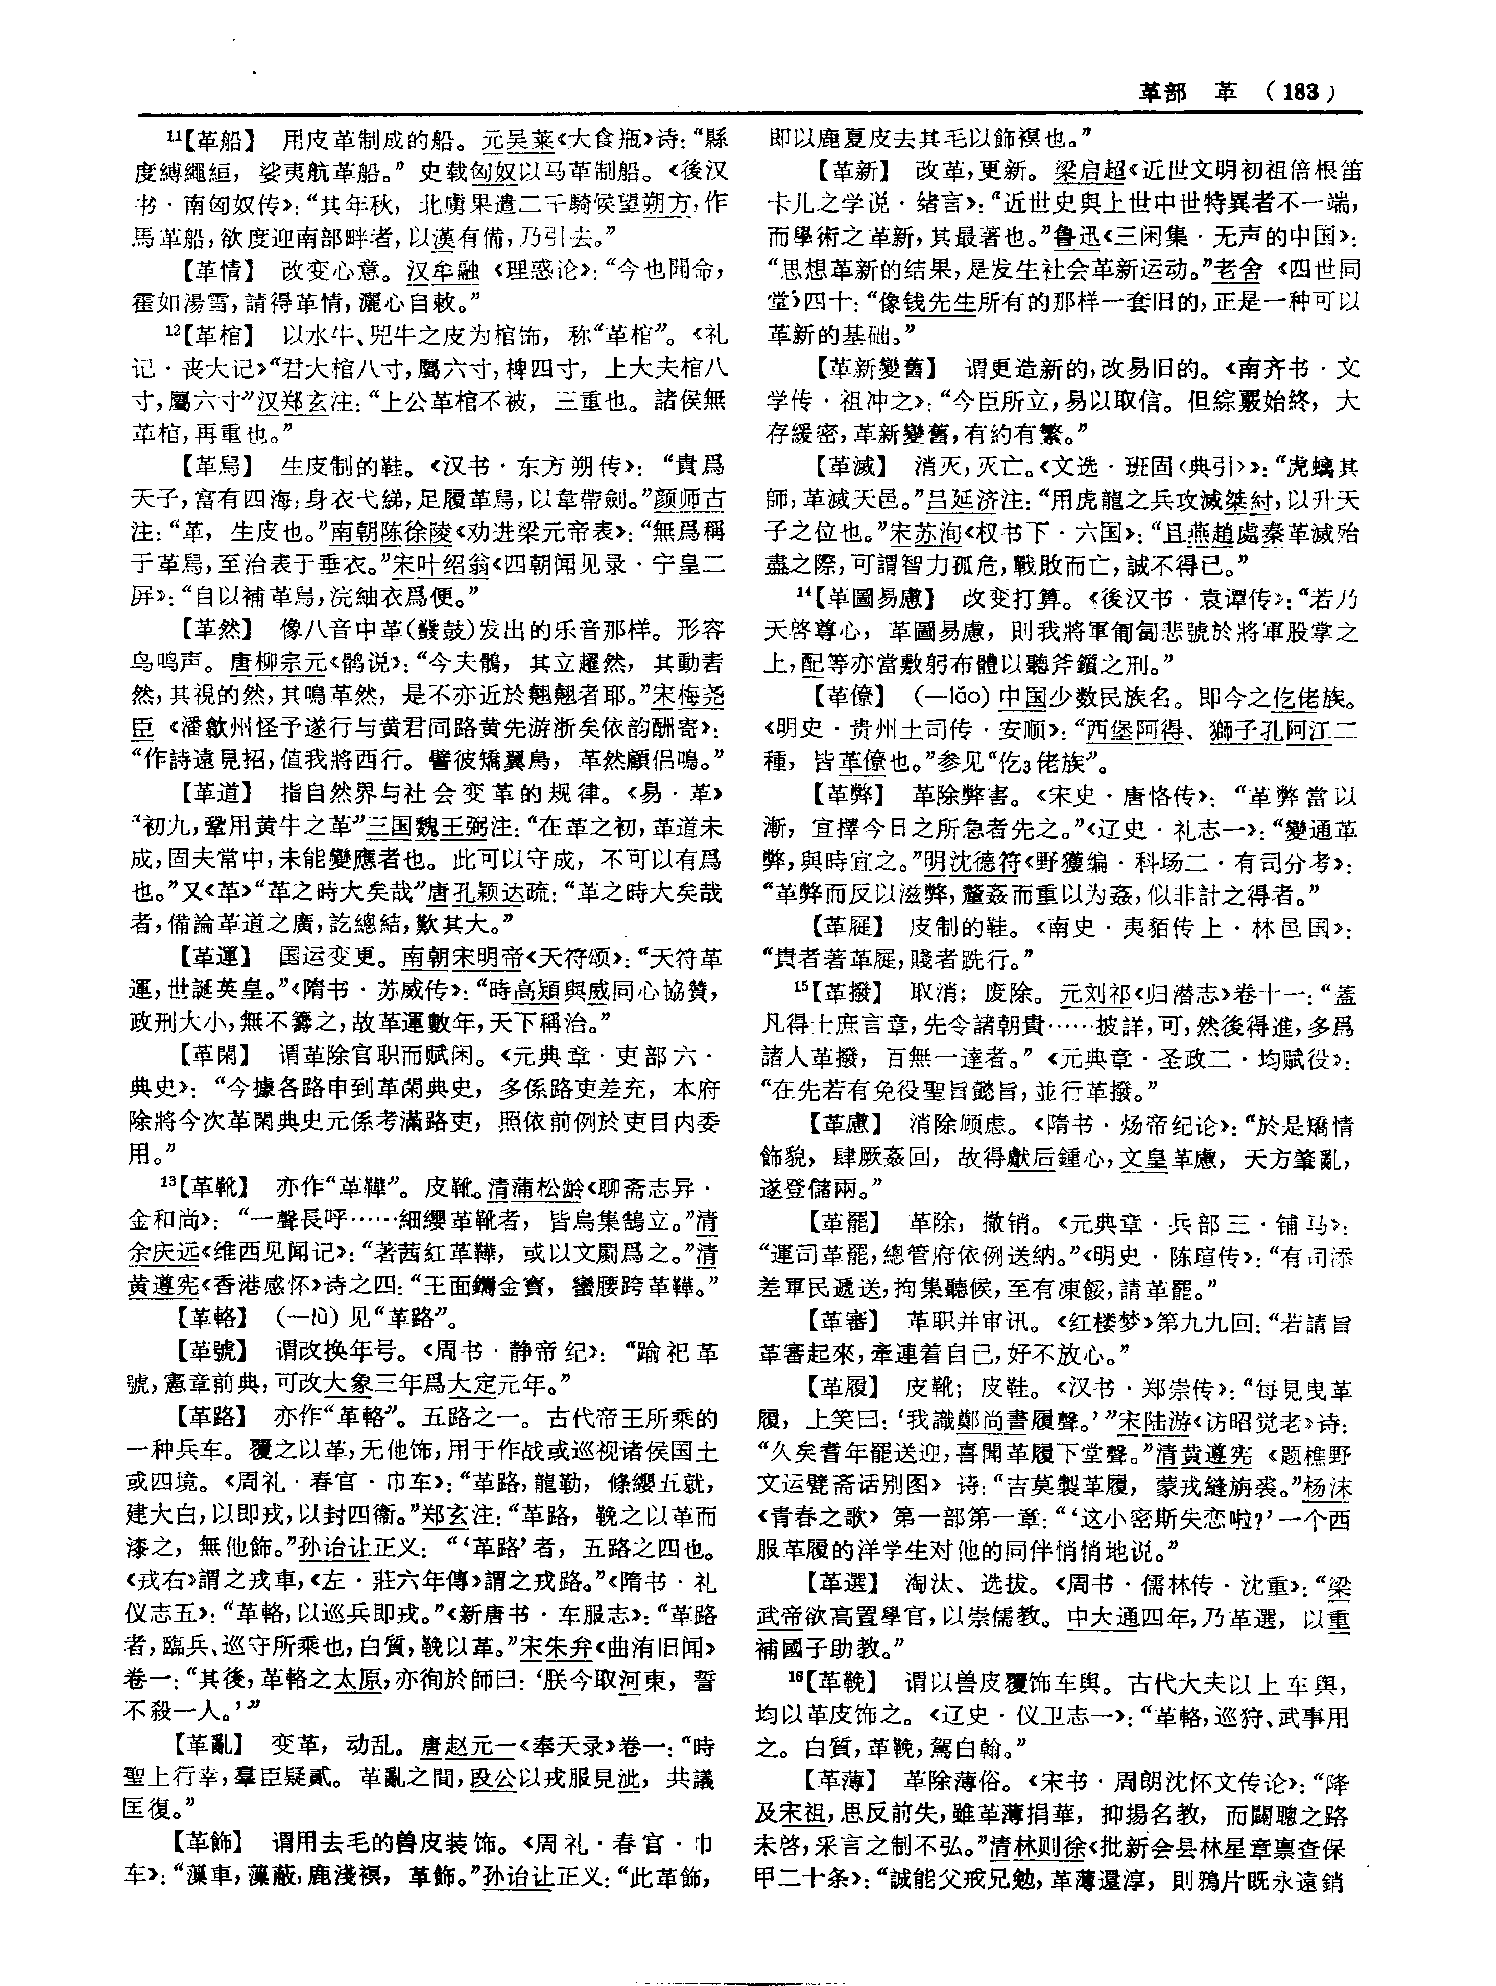 革部　革　（183）
¹¹【革船】　用皮革制成的船。元吴莱《大食瓶》诗：“縣
度縛繩絙，娑夷航革船。”史载匈奴以马革制船。《後汉
书·南匈奴传》：“其年秋，北虜果遣二千騎候望朔方，作
馬革船，欲度迎南部畔者，以漢有備，乃引去。”
【革情】　改变心意。汉牟融《理惑论》：“今也聞命，
霍如湯雪，請得革情，灑心自敕。”
¹²【革棺】　以水牛、兕牛之皮为棺饰，称“革棺”。《礼
记·丧大记》“君大棺八寸，屬六寸，椑四寸，上大夫棺八
寸，屬六寸”汉郑玄注：“上公革棺不被，三重也。諸侯無
革棺，再重也。”
【革舄】　生皮制的鞋。《汉书·东方朔传》：“貴爲
天子，富有四海，身衣弋綈，足履革舄，以韋帶劍。”颜师古
注：“革，生皮也。”南朝陈徐陵《劝进梁元帝表》：“無爲稱
于革舄，至治表于垂衣。”宋叶绍翁《四朝闻见录·宁皇二
屏》：“自以補革舄，浣紬衣爲便。”
【革然】　像八音中革（鼗鼓）发出的乐音那样。形容
鸟鸣声。唐柳宗元《鹘说》：“今夫鶻，其立趯然，其動砉
然，其視的然，其鳴革然，是不亦近於翹翹者耶。”宋梅尧
臣《潘歙州怪予遂行与黄君同路黄先游浙矣依韵酬寄》：
“作詩遠見招，值我將西行。譬彼矯翼鳥，革然顧侣鳴。”
【革道】　指自然界与社会变革的规律。《易·革》
“初九，鞏用黄牛之革”三国魏王弼注：“在革之初，革道未
成，固夫常中，未能變應者也。此可以守成，不可以有爲
也。”又《革》“革之時大矣哉”唐孔颖达疏：“革之時大矣哉
者，備論革道之廣，訖總結，歎其大。”
【革運】　国运变更。南朝宋明帝《天符颂》：“天符革
運，世誕英皇。”《隋书·苏威传》：“時高熲與威同心協贊，
政刑大小，無不籌之，故革運數年，天下稱治。”
【革閑】　谓革除官职而赋闲。《元典章·吏部六·
典史》：“今據各路申到革閑典史，多係路吏差充，本府
除將今次革閑典史元係考滿路吏，照依前例於吏目内委
用。”
¹³【革靴】　亦作“革鞾”。皮靴。清蒲松龄《聊斋志异·
金和尚》：“一聲長呼……細纓革靴者，皆烏集鵠立。”清
余庆远《维西见闻记》：“著茜紅革鞾，或以文罽爲之。”清
黄遵宪《香港感怀》诗之四：“王面鐫金寶，蠻腰跨革鞾。”
【革輅】　（—lù）见“革路”。
【革號】　谓改换年号。《周书·静帝纪》：“踰祀革
號，憲章前典，可改大象三年爲大定元年。”
【革路】　亦作“革輅”。五路之一。古代帝王所乘的
一种兵车。覆之以革，无他饰，用于作战或巡视诸侯国土
或四境。《周礼·春官·巾车》：“革路，龍勒，條纓五就，
建大白，以即戎，以封四衛。”郑玄注：“革路，鞔之以革而
漆之，無他飾。”孙诒让正义：“‘革路’者，五路之四也。
《戎右》謂之戎車，《左·莊六年傳》謂之戎路。”《隋书·礼
仪志五》：“革輅，以巡兵即戎。”《新唐书·车服志》：“革路
者，臨兵、巡守所乘也，白質，鞔以革。”宋朱弁《曲洧旧闻》
卷一：“其後，革輅之太原，亦徇於師曰：‘朕今取河東，誓
不殺一人。’”
【革亂】　变革，动乱。唐赵元一《奉天录》卷一：“時
聖上行幸，羣臣疑貳。革亂之間，段公以戎服見泚，共議
匡復。”
【革飾】　谓用去毛的兽皮装饰。《周礼·春官·巾
车》：“薻車，薻蔽，鹿淺𧜀，革飾。”孙诒让正义：“此革飾，
即以鹿夏皮去其毛以飾𧜀也。”
【革新】　改革，更新。梁启超《近世文明初祖倍根笛
卡儿之学说·绪言》：“近世史與上世中世特異者不一端，
而學術之革新，其最著也。”鲁迅《三闲集·无声的中国》：
“思想革新的结果，是发生社会革新运动。”老舍《四世同
堂》四十：“像钱先生所有的那样一套旧的，正是一种可以
革新的基础。”
【革新變舊】　谓更造新的，改易旧的。《南齐书·文
学传·祖冲之》：“今臣所立，易以取信。但綜覈始終，大
存緩密，革新變舊，有約有繁。”
【革滅】　消灭，灭亡。《文选·班固〈典引〉》：“虎螭其
師，革滅天邑。”吕延济注：“用虎龍之兵攻滅桀紂，以升天
子之位也。”宋苏洵《权书下·六国》：“且燕趙處秦革滅殆
盡之際，可謂智力孤危，戰敗而亡，誠不得已。”
¹⁴【革圖易慮】　改变打算。《後汉书·袁谭传》：“若乃
天啓尊心，革圖易慮，則我將軍匍匐悲號於將軍股掌之
上，配等亦當敷躬布體以聽斧鑕之刑。”
【革僚】　（—lǎo）中国少数民族名。即今之仡佬族。
《明史·贵州土司传·安顺》：“西堡阿得、獅子孔阿江二
種，皆革僚也。”参见“仡₃佬族”。
【革弊】　革除弊害。《宋史·唐恪传》：“革弊當以
漸，宜擇今日之所急者先之。”《辽史·礼志一》：“變通革
弊，與時宜之。”明沈德符《野獲编·科场二·有司分考》：
“革弊而反以滋弊，釐姦而重以为姦，似非計之得者。”
【革屣】　皮制的鞋。《南史·夷貊传上·林邑国》：
“貴者著革屣，賤者跣行。”
¹⁵【革撥】　取消；废除。元刘祁《归潜志》卷十一：“蓋
凡得士庶言章，先令諸朝貴……披詳，可，然後得進，多爲
諸人革撥，百無一達者。”《元典章·圣政二·均赋役》：
“在先若有免役聖旨懿旨，並行革撥。”
【革慮】　消除顾虑。《隋书·炀帝纪论》：“於是矯情
飾貌，肆厥姦回，故得獻后鍾心，文皇革慮，天方肇亂，
遂登儲兩。”
【革罷】　革除，撤销。《元典章·兵部三·铺马》：
“運司革罷，總管府依例送納。”《明史·陈瑄传》：“有司添
差軍民遞送，拘集聽候，至有凍餒，請革罷。”
【革審】　革职并审讯。《红楼梦》第九九回：“若請旨
革審起來，牽連着自己，好不放心。”
【革履】　皮靴；皮鞋。《汉书·郑崇传》：“每見曳革
履，上笑曰：‘我識鄭尚書履聲。’”宋陆游《访昭觉老》诗：
“久矣耆年罷送迎，喜聞革履下堂聲。”清黄遵宪《题樵野
文运甓斋话别图》诗：“吉莫製革履，蒙戎縫旃裘。”杨沫
《青春之歌》第一部第一章：“‘这小密斯失恋啦？’一个西
服革履的洋学生对他的同伴悄悄地说。”
【革選】　淘汰、选拔。《周书·儒林传·沈重》：“梁
武帝欲高置學官，以崇儒教。中大通四年，乃革選，以重
補國子助教。”
¹⁶【革鞔】　谓以兽皮覆饰车舆。古代大夫以上车舆，
均以革皮饰之。《辽史·仪卫志一》：“革輅，巡狩、武事用
之。白質，革鞔，駕白翰。”
【革薄】　革除薄俗。《宋书·周朗沈怀文传论》：“降
及宋祖，思反前失，雖革薄捐華，抑揚名教，而闢聰之路
未啓，采言之制不弘。”清林则徐《批新会县林星章禀查保
甲二十条》：“誠能父戒兄勉，革薄還淳，則鴉片既永遠銷